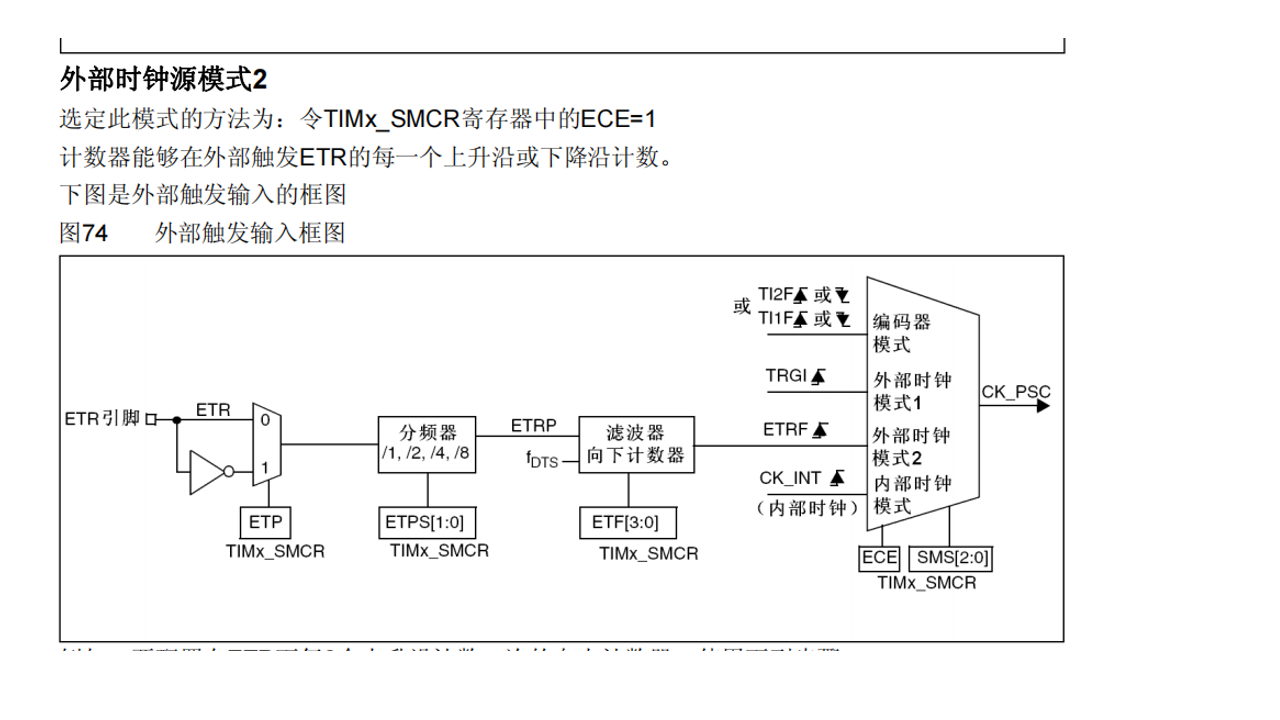 外部时钟源模式2
选定此模式的方法为：令TIMx_SMCR寄存器中的ECE=1
计数器能够在外部触发ETR的每一个上升沿或下降沿计数。
下图是外部触发输入的框图
图74 外部触发输入框图
或
TI2F 或
TI1F 或
编码器
模式
TRGI
外部时钟
模式1
CK_PSC
ETR引脚
ETR
0
1
分频器
/1, /2, /4, /8
ETRP
fDTS
滤波器
向下计数器
ETRF
外部时钟
模式2
CK_INT
（内部时钟）
内部时钟
模式
ETP
TIMx_SMCR
ETPS[1:0]
TIMx_SMCR
ETF[3:0]
TIMx_SMCR
ECE
SMS[2:0]
TIMx_SMCR